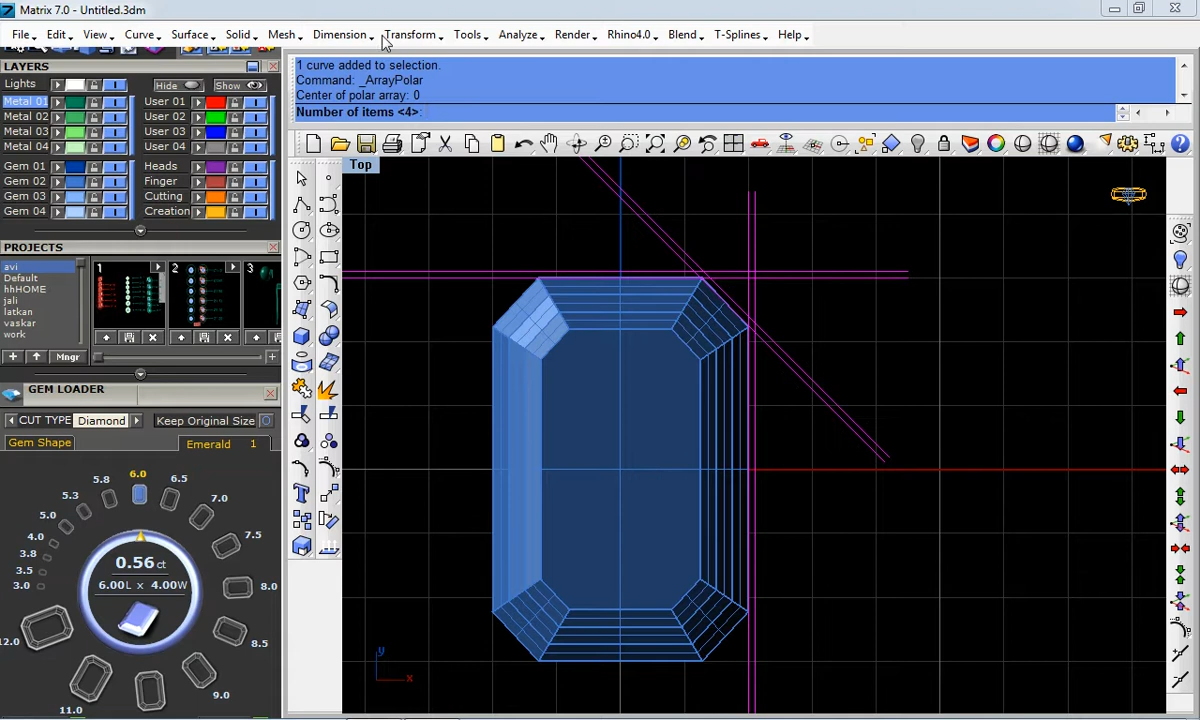 Matrix 7.0 - Untitled.3dm
File
Edit
View
Curve
Surface
Solid
Mesh
Dimension
Transform
Tools
Analyze
Render
Rhino4.0
Blend
T-Splines
Help
LAYERS
1 curve added to selection.
Command: _ArrayPolar
Center of polar array: 0
Number of items <4>:
Lights
Hide
Show
Metal 01
User 01
Metal 02
User 02:
Metal 03
User 03:
Metal 04
User 04:
Gem 01
Heads
Gem 02
Finger
Gem 03
Cutting
Gem 04
Creation
Top
PROJECTS
avi
Default
hhHOME
jali
latkan
vaskar
work
1
2
3
Mngr
GEM LOADER
CUT TYPE
Diamond
Keep Original Size
Gem Shape
Emerald 1
6.0
5.8
6.5
5.3
7.0
5.0
7.5
4.0
3.8
3.5
3.0
0.56 ct
6.00L x 4.00W
8.0
12.0
8.5
11.0
9.0
y
x